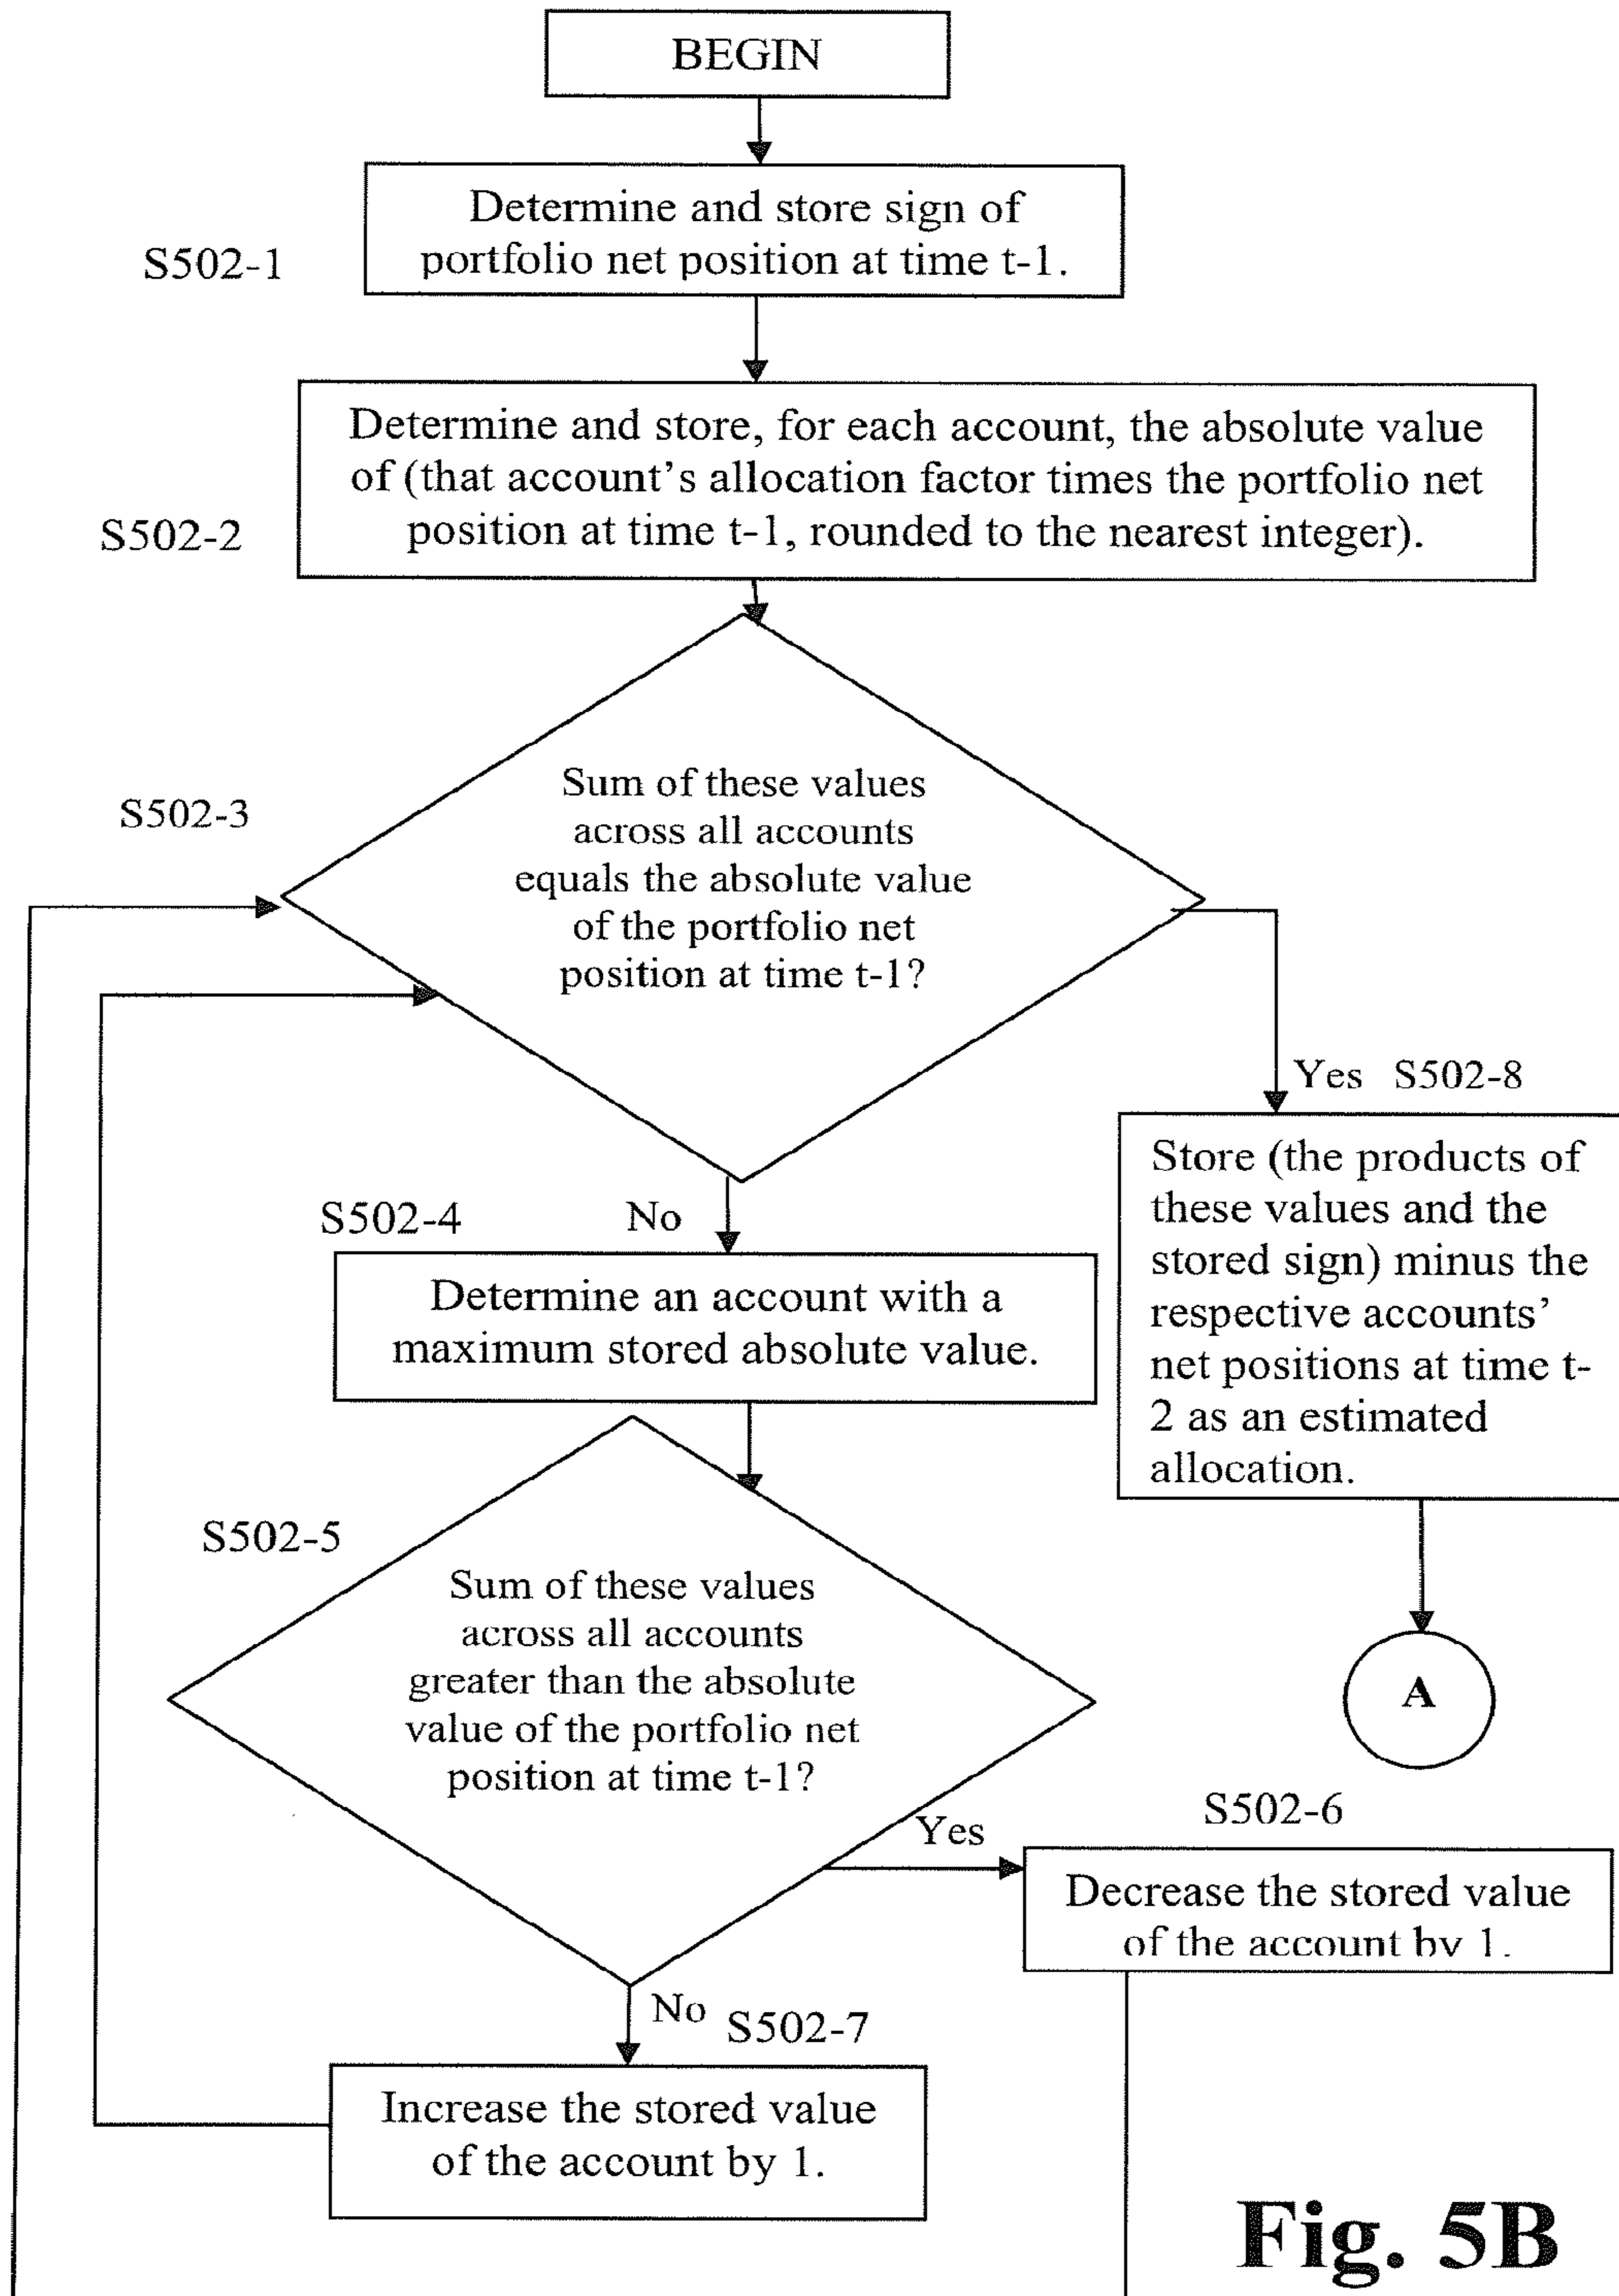 BEGIN
Determine and store sign of
portfolio net position at time t-1.
S502-1
Determine and store, for each account, the absolute value
of (that account's allocation factor times the portfolio net
position at time t-1, rounded to the nearest integer).
S502-2
Sum of these values
across all accounts
equals the absolute value
of the portfolio net
position at time t-1?
S502-3
Yes S502-8
Store (the products of
these values and the
stored sign) minus the
respective accounts'
net positions at time t-
2 as an estimated
allocation.
S502-4
No
Determine an account with a
maximum stored absolute value.
S502-5
Sum of these values
across all accounts
greater than the absolute
value of the portfolio net
position at time t-1?
A
Yes
S502-6
Decrease the stored value
of the account by 1.
No
S502-7
Increase the stored value
of the account by 1.
Fig. 5B